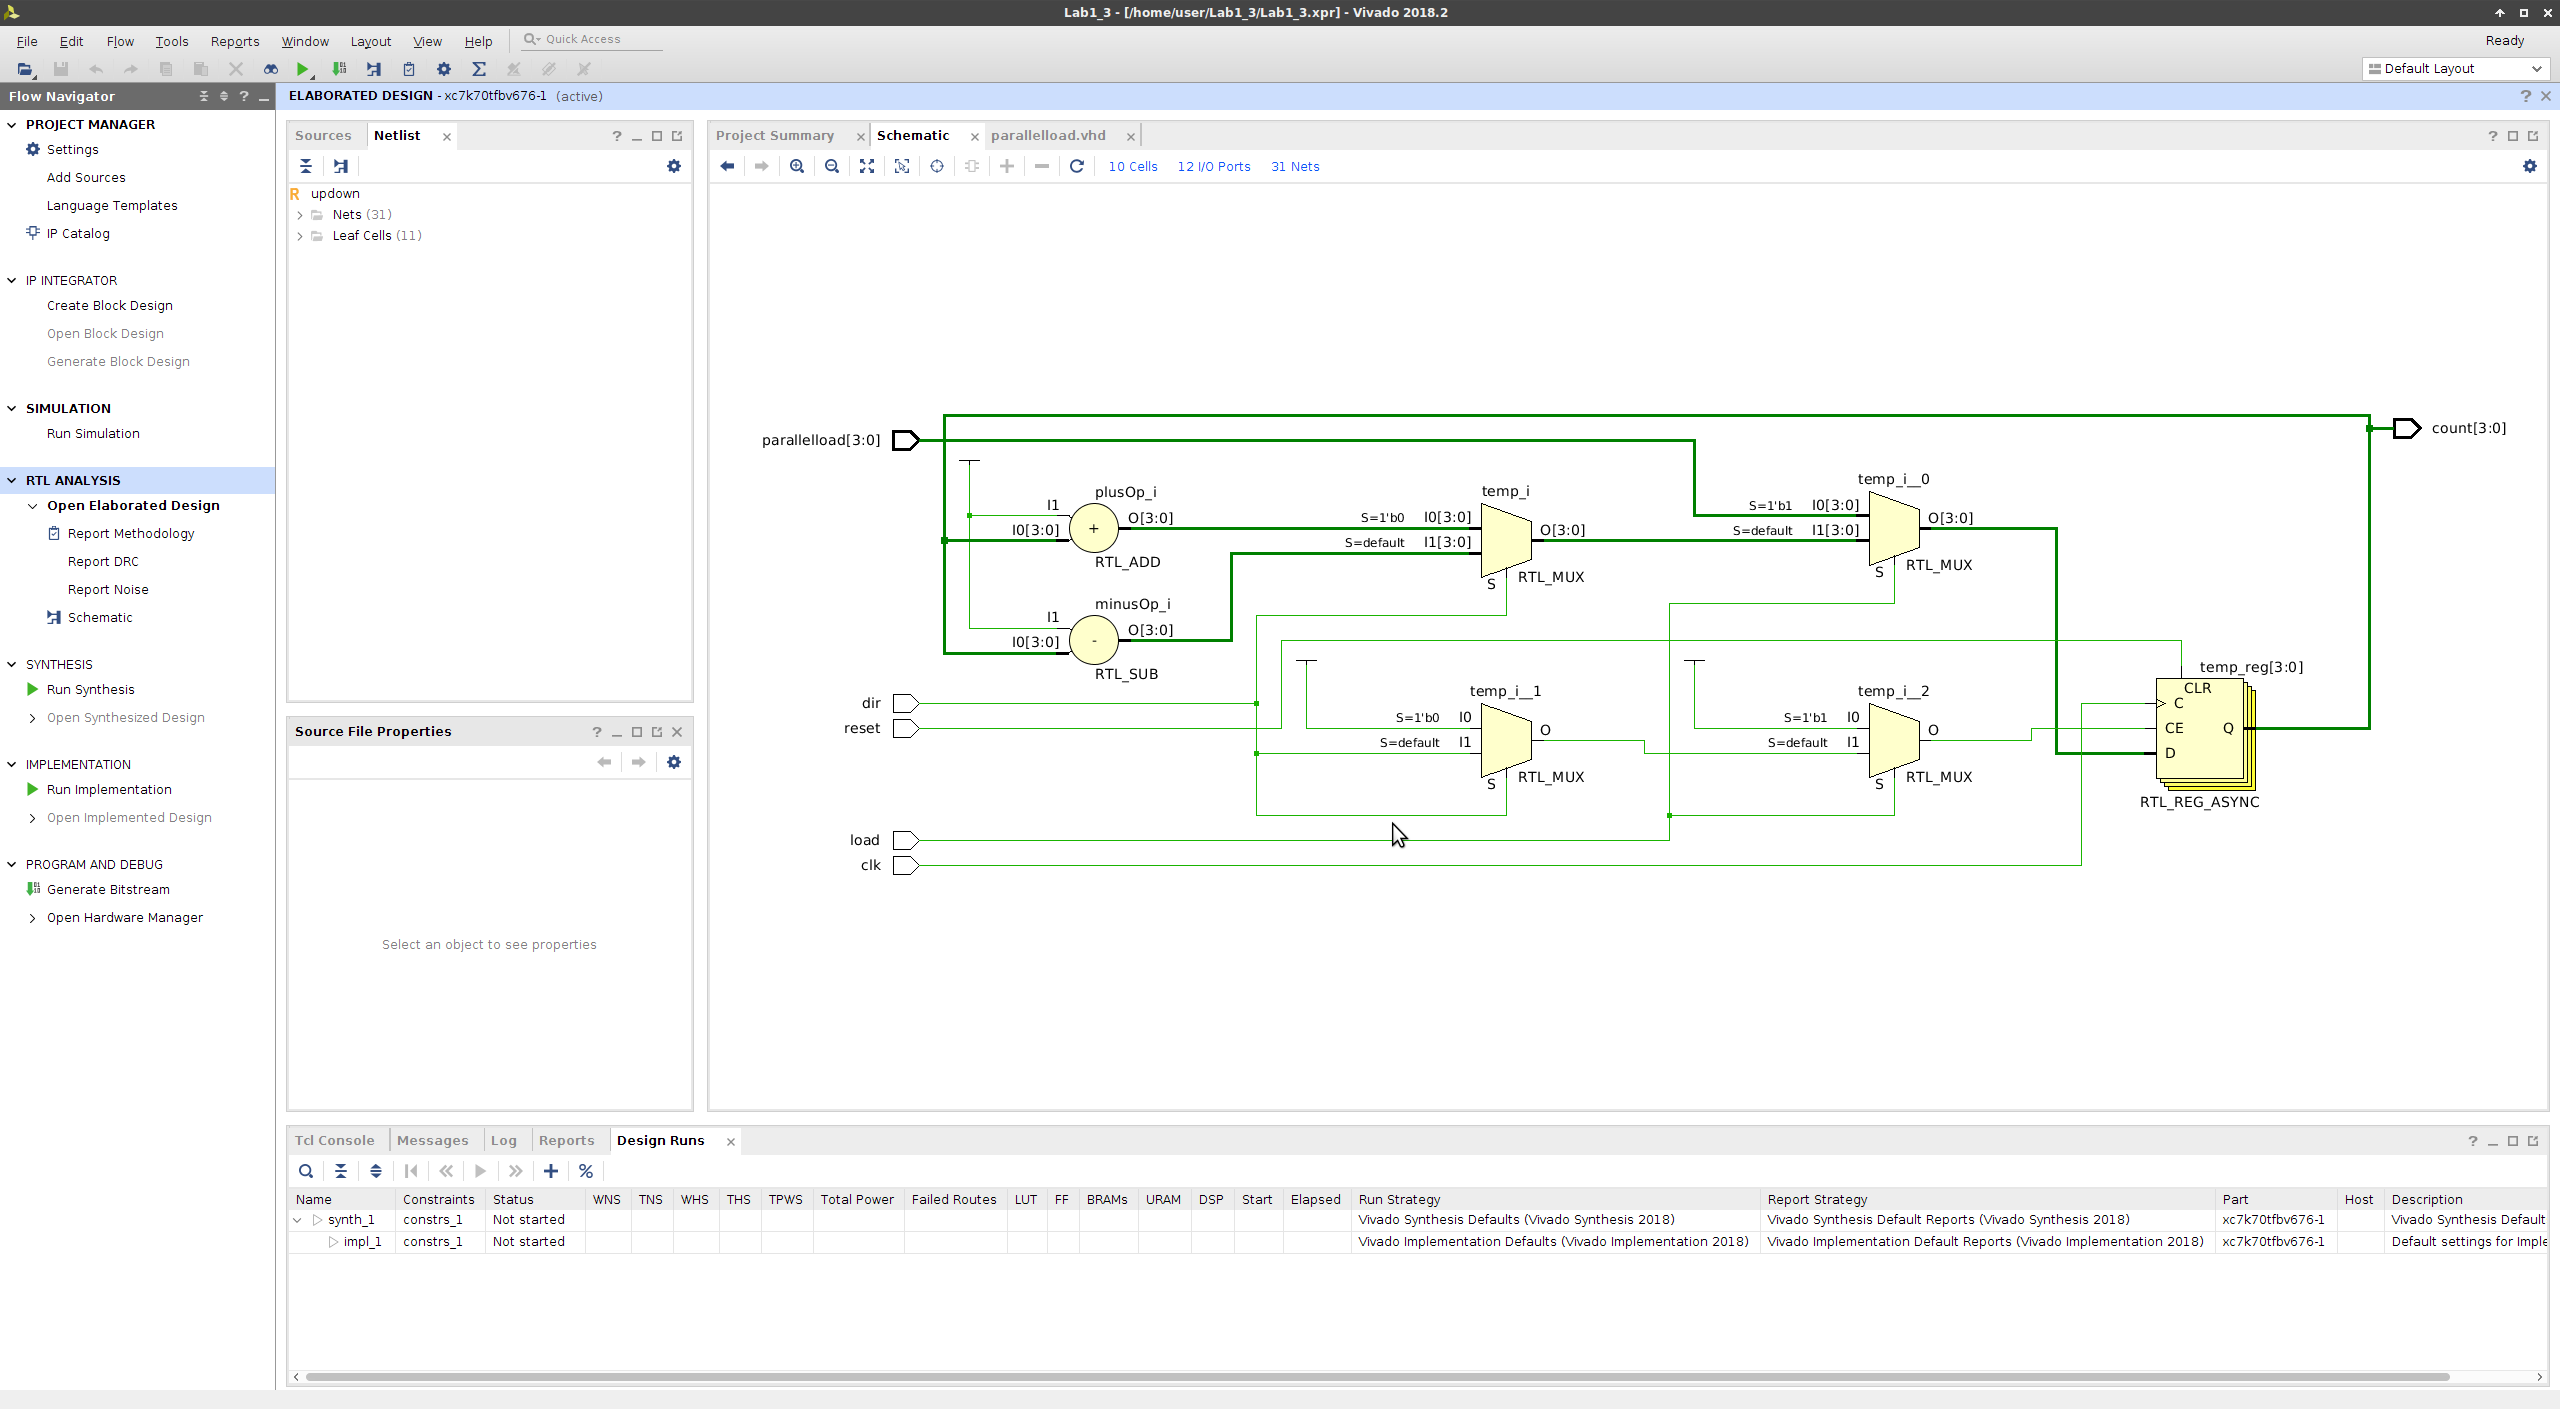 Lab1_3 - [/home/user/Lab1_3/Lab1_3.xpr] - Vivado 2018.2
File Edit Flow Tools Reports Window Layout View Help Quick Access Ready
Default Layout
Flow Navigator
ELABORATED DESIGN - xc7k70tfbv676-1 (active)
PROJECT MANAGER
Settings
Add Sources
Language Templates
IP Catalog
IP INTEGRATOR
Create Block Design
Open Block Design
Generate Block Design
SIMULATION
Run Simulation
RTL ANALYSIS
Open Elaborated Design
Report Methodology
Report DRC
Report Noise
Schematic
SYNTHESIS
Run Synthesis
Open Synthesized Design
IMPLEMENTATION
Run Implementation
Open Implemented Design
PROGRAM AND DEBUG
Generate Bitstream
Open Hardware Manager
Sources Netlist
R updown
Nets (31)
Leaf Cells (11)
Source File Properties
Select an object to see properties
Project Summary Schematic parallelload.vhd
10 Cells 12 I/O Ports 31 Nets
parallelload[3:0]
count[3:0]
plusOp_i
I1
I0[3:0]
O[3:0]
+
RTL_ADD
minusOp_i
I1
I0[3:0]
O[3:0]
-
RTL_SUB
temp_i
S=1'b0 I0[3:0]
S=default I1[3:0]
O[3:0]
S
RTL_MUX
temp_i__0
S=1'b1 I0[3:0]
S=default I1[3:0]
O[3:0]
S
RTL_MUX
dir
reset
temp_i__1
S=1'b0 I0
S=default I1
O
S
RTL_MUX
temp_i__2
S=1'b1 I0
S=default I1
O
S
RTL_MUX
temp_reg[3:0]
CLR
C
CE
D
Q
RTL_REG_ASYNC
load
clk
Tcl Console Messages Log Reports Design Runs
Name Constraints Status WNS TNS WHS THS TPWS Total Power Failed Routes LUT FF BRAMs URAM DSP Start Elapsed Run Strategy Report Strategy Part Host Description
synth_1 constrs_1 Not started Vivado Synthesis Defaults (Vivado Synthesis 2018) Vivado Synthesis Default Reports (Vivado Synthesis 2018) xc7k70tfbv676-1 Vivado Synthesis Default
impl_1 constrs_1 Not started Vivado Implementation Defaults (Vivado Implementation 2018) Vivado Implementation Default Reports (Vivado Implementation 2018) xc7k70tfbv676-1 Default settings for Imple